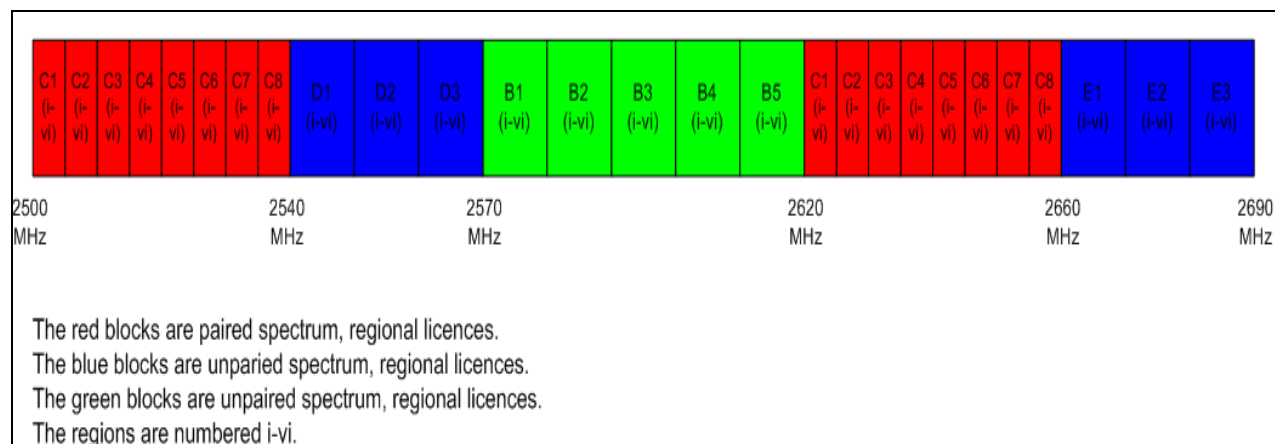 C1 (i-vi) C2 (i-vi) C3 (i-vi) C4 (i-vi) C5 (i-vi) C6 (i-vi) C7 (i-vi) C8 (i-vi) D1 (i-vi) D2 (i-vi) D3 (i-vi) B1 (i-vi) B2 (i-vi) B3 (i-vi) B4 (i-vi) B5 (i-vi) C1 (i-vi) C2 (i-vi) C3 (i-vi) C4 (i-vi) C5 (i-vi) C6 (i-vi) C7 (i-vi) C8 (i-vi) E1 (i-vi) E2 (i-vi) E3 (i-vi)
2500 2540 2570 2620 2660 2690
MHz MHz MHz MHz MHz MHz
The red blocks are paired spectrum, regional licences.
The blue blocks are unparied spectrum, regional licences.
The green blocks are unpaired spectrum, regional licences.
The regions are numbered i-vi.